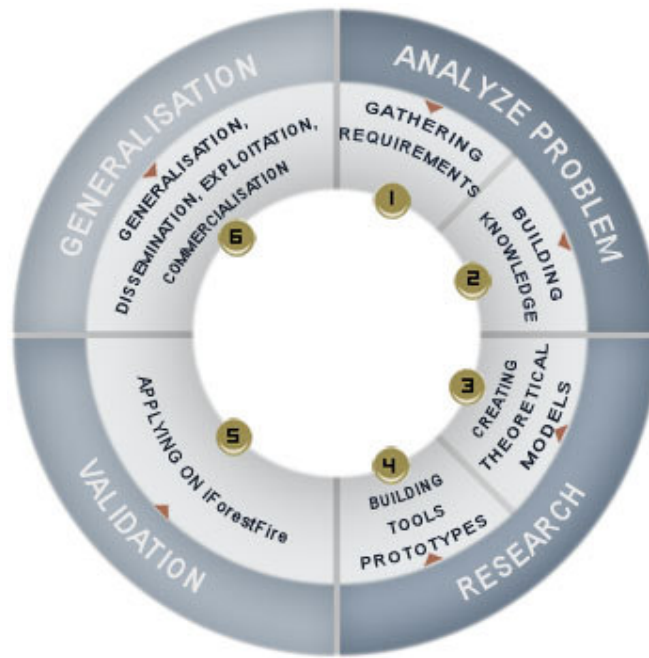 ANALYZE PROBLEM
GATHERING
REQUIREMENTS
1
BUILDING
KNOWLEDGE
2
RESEARCH
3
CREATING
THEORETICAL
MODELS
4
BUILDING
TOOLS
PROTOTYPES
VALIDATION
5
APPLYING ON iForestFire
GENERALISATION
GENERALISATION,
DISSEMINATION, EXPLOITATION,
COMMERCIALISATION
6